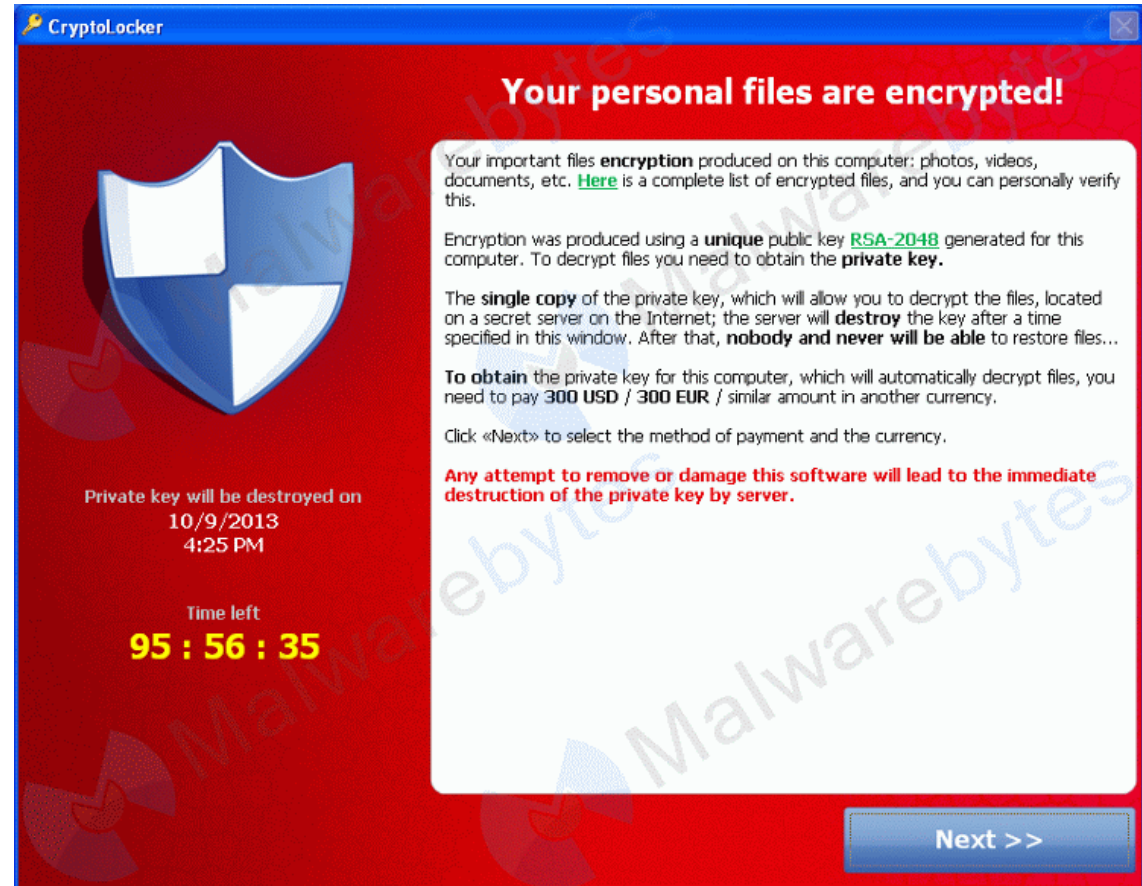 CryptoLocker
Your personal files are encrypted!
Your important files encryption produced on this computer: photos, videos,
documents, etc. Here is a complete list of encrypted files, and you can personally verify
this.
Encryption was produced using a unique public key RSA-2048 generated for this
computer. To decrypt files you need to obtain the private key.
The single copy of the private key, which will allow you to decrypt the files, located
on a secret server on the Internet; the server will destroy the key after a time
specified in this window. After that, nobody and never will be able to restore files...
To obtain the private key for this computer, which will automatically decrypt files, you
need to pay 300 USD / 300 EUR / similar amount in another currency.
Click «Next» to select the method of payment and the currency.
Any attempt to remove or damage this software will lead to the immediate
destruction of the private key by server.
Private key will be destroyed on
10/9/2013
4:25 PM
Time left
95 : 56 : 35
Next >>
Malwarebytes
Malwarebytes
Malwarebytes
Malwarebytes